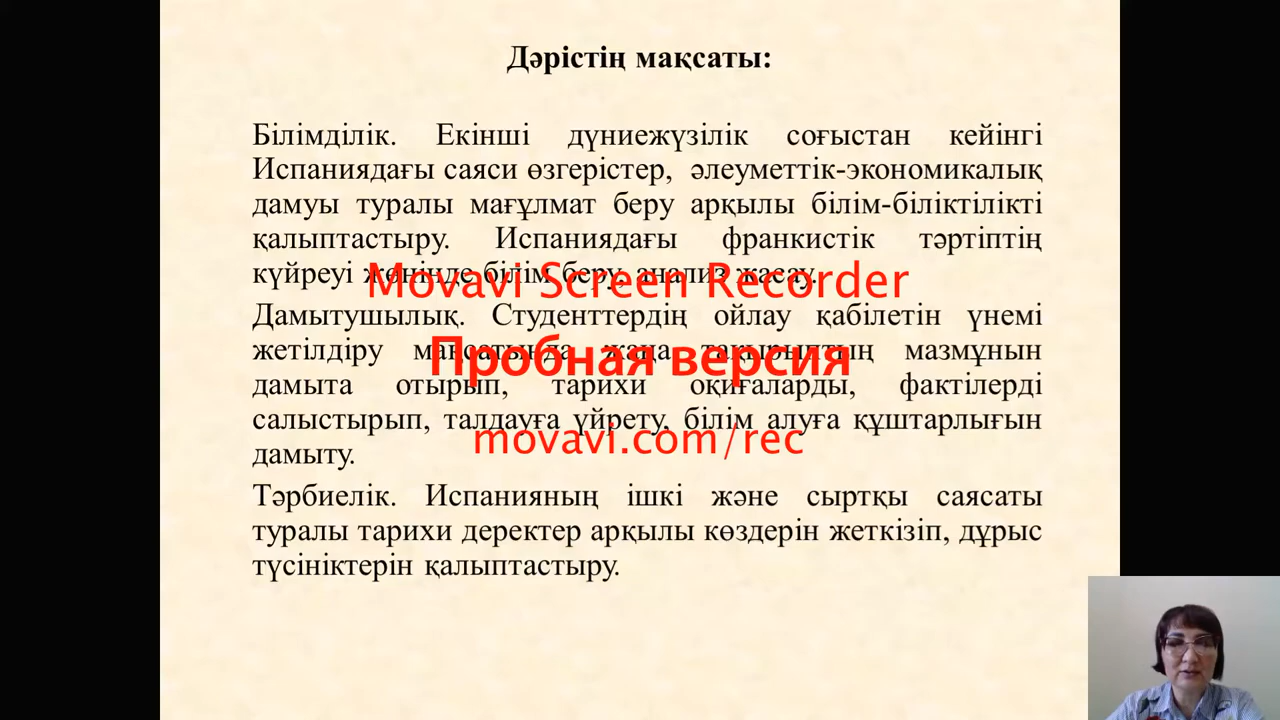 Дәрістің мақсаты:
Білімділік. Екінші дүниежүзілік соғыстан кейінгі
Испаниядағы саяси өзгерістер, әлеуметтік-экономикалық
дамуы туралы мағұлмат беру арқылы білім-біліктілікті
қалыптастыру. Испаниядағы франкистік тәртіптің
күйреуі жөнінде білім беру, анализ жасау.
Movavi Screen Recorder
Дамытушылық. Студенттердің ойлау қабілетін үнемі
жетілдіру мақсатында жаңа тақырыптың мазмұнын
Пробная версия
дамыта отырып, тарихи оқиғаларды, фактілерді
салыстырып, талдауға үйрету, білім алуға құштарлығын
movavi.com/rec
дамыту.
Тәрбиелік. Испанияның ішкі және сыртқы саясаты
туралы тарихи деректер арқылы көздерін жеткізіп, дұрыс
түсініктерін қалыптастыру.